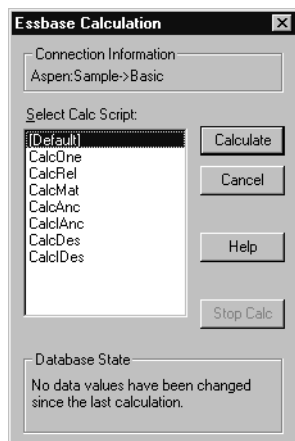 Essbase Calculation
Connection Information
Aspen:Sample->Basic
Select Calc Script:
(Default)
CalcOne
CalcRel
CalcMat
CalcAnc
CalcIAnc
CalcDes
CalcIDes
Calculate
Cancel
Help
Stop Calc
Database State
No data values have been changed
since the last calculation.